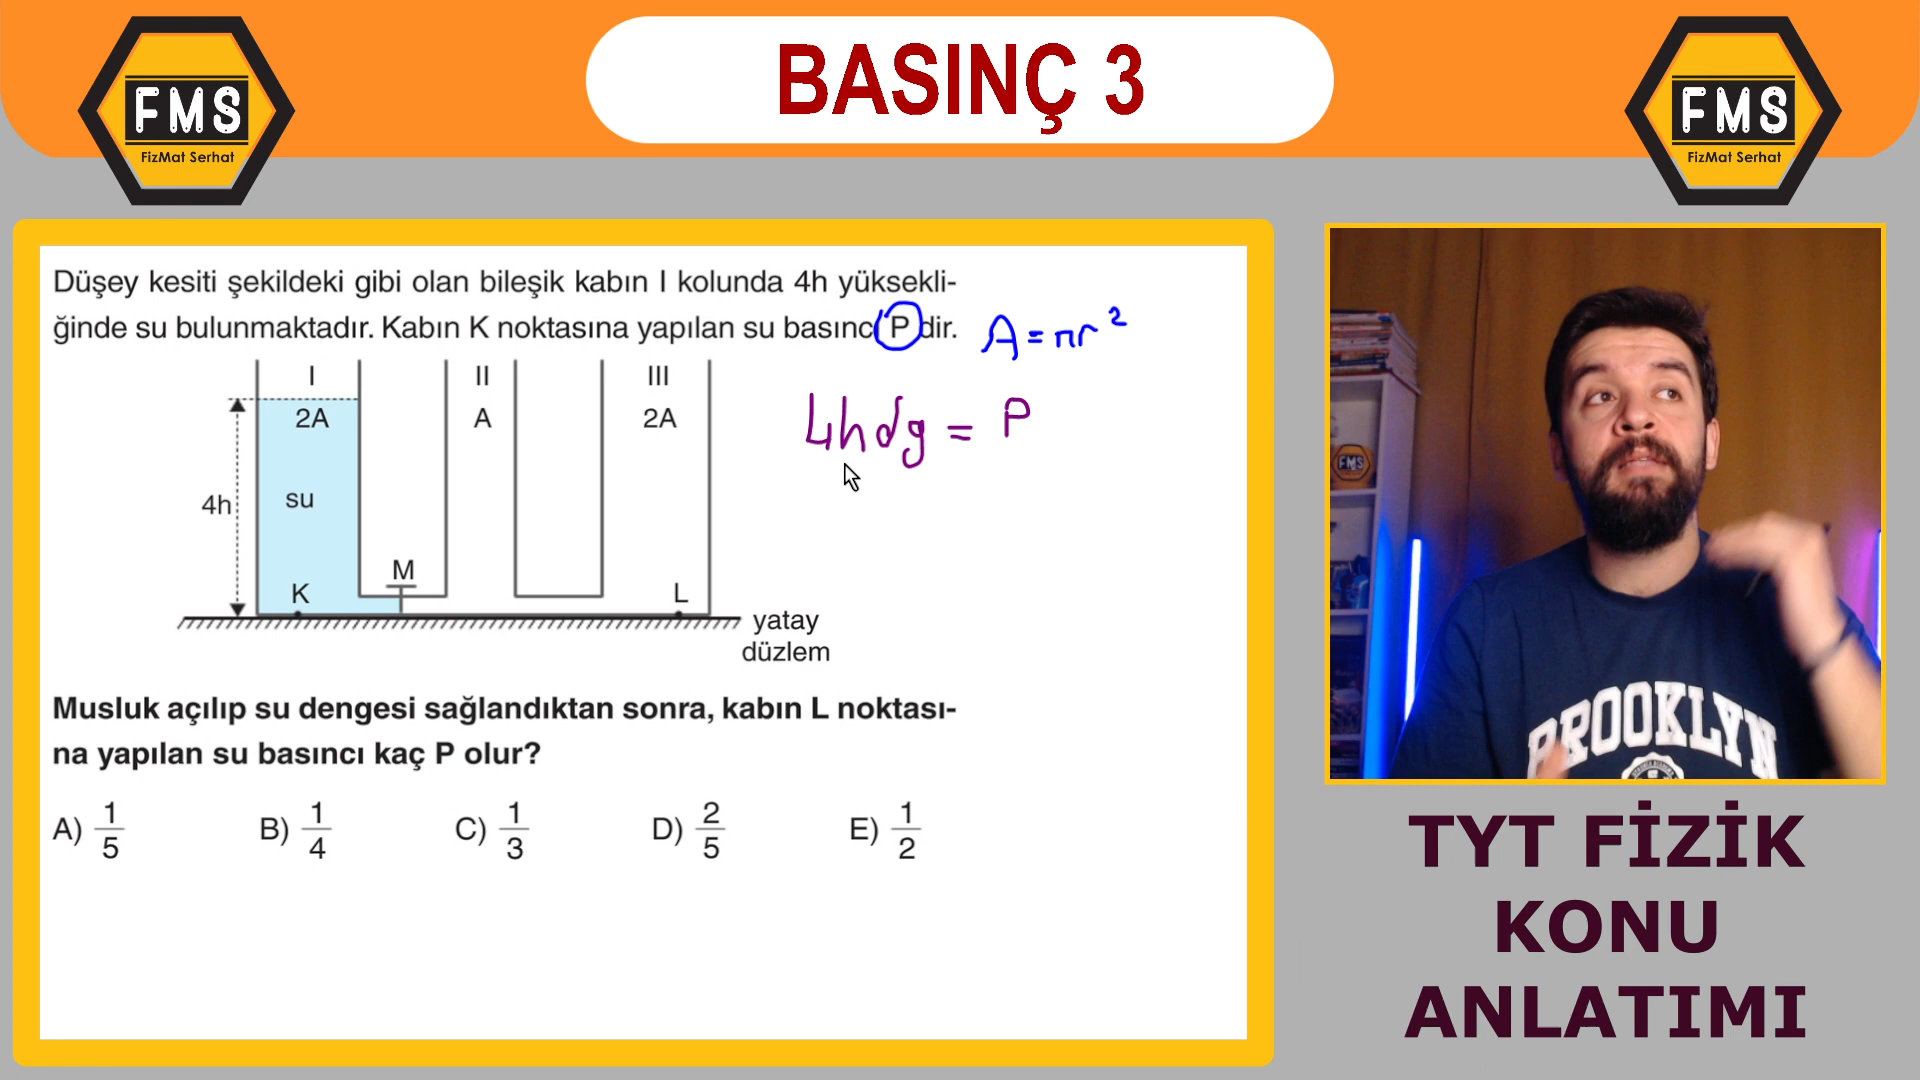 BASINÇ 3
FMS
FizMat Serhat
FMS
FizMat Serhat
Düşey kesiti şekildeki gibi olan bileşik kabın I kolunda 4h yüksekli-
ğinde su bulunmaktadır. Kabın K noktasına yapılan su basıncı P dir.
A = πr²
I II III
2A A 2A
4hdg = P
4h su
M
K L
yatay
düzlem
Musluk açılıp su dengesi sağlandıktan sonra, kabın L noktası-
na yapılan su basıncı kaç P olur?
A) 1/5 B) 1/4 C) 1/3 D) 2/5 E) 1/2
FMS
BROOKLYN
TYT FİZİK
KONU
ANLATIMI